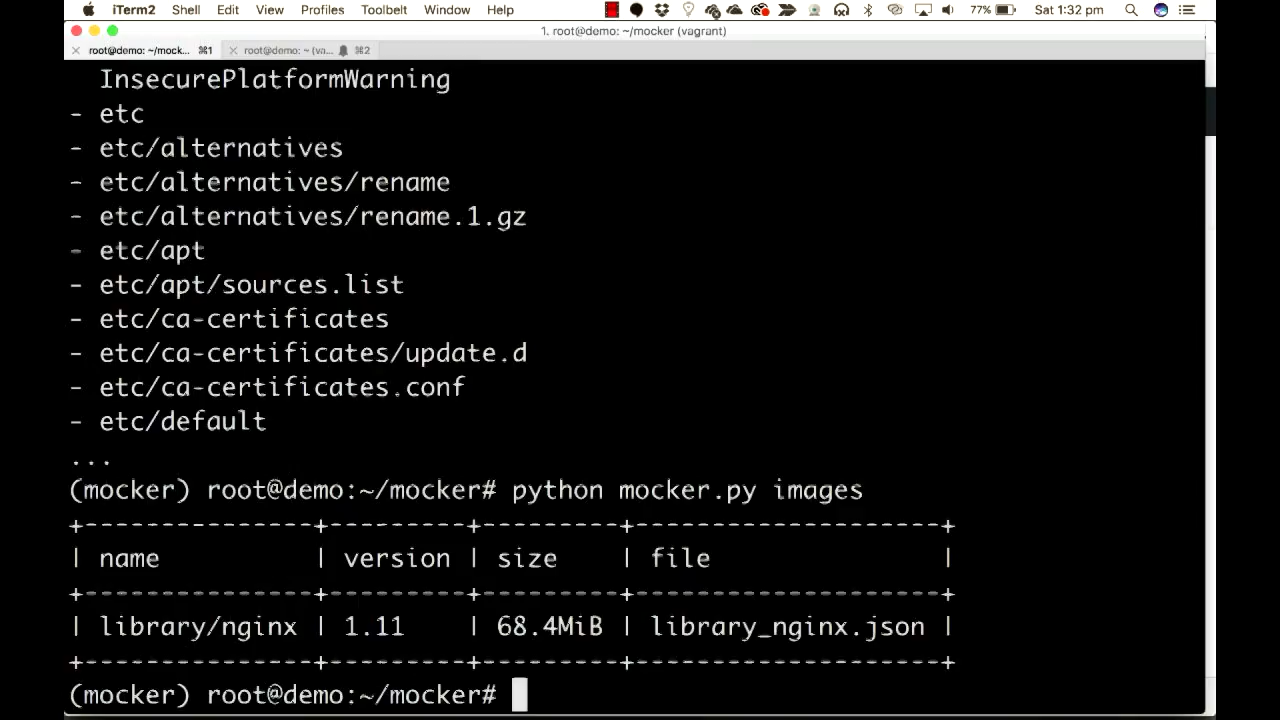 iTerm2 Shell Edit View Profiles Toolbelt Window Help 77% Sat 1:32 pm
1. root@demo: ~/mocker (vagrant)
root@demo: ~/mock... ⌘1 root@demo: ~ (va... ⌘2
InsecurePlatformWarning
- etc
- etc/alternatives
- etc/alternatives/rename
- etc/alternatives/rename.1.gz
- etc/apt
- etc/apt/sources.list
- etc/ca-certificates
- etc/ca-certificates/update.d
- etc/ca-certificates.conf
- etc/default
...
(mocker) root@demo:~/mocker# python mocker.py images
+---------------+---------+---------+--------------------+
| name | version | size | file |
+---------------+---------+---------+--------------------+
| library/nginx | 1.11 | 68.4MiB | library_nginx.json |
+---------------+---------+---------+--------------------+
(mocker) root@demo:~/mocker#